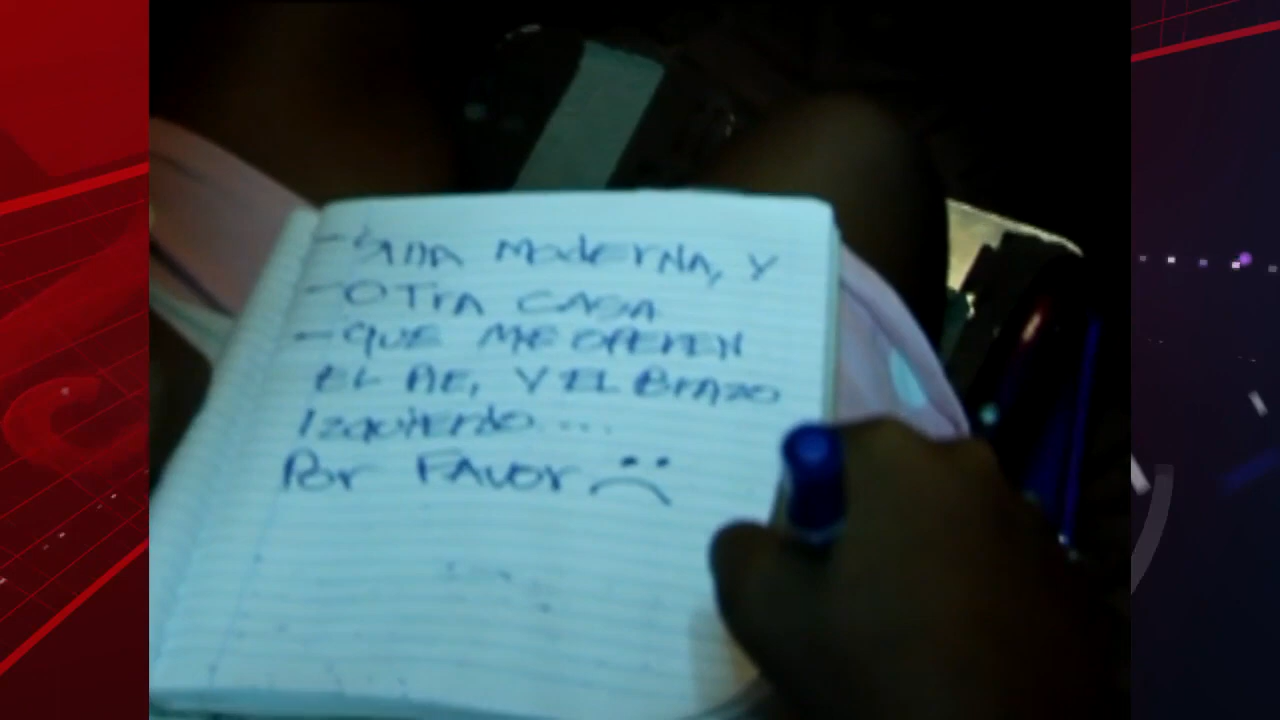 - MODERNA, Y
- OTrA CASA
- QUE ME OPEREN
EL PIE, Y EL BrAZO
IZQUIErDO...
Por FAVOr